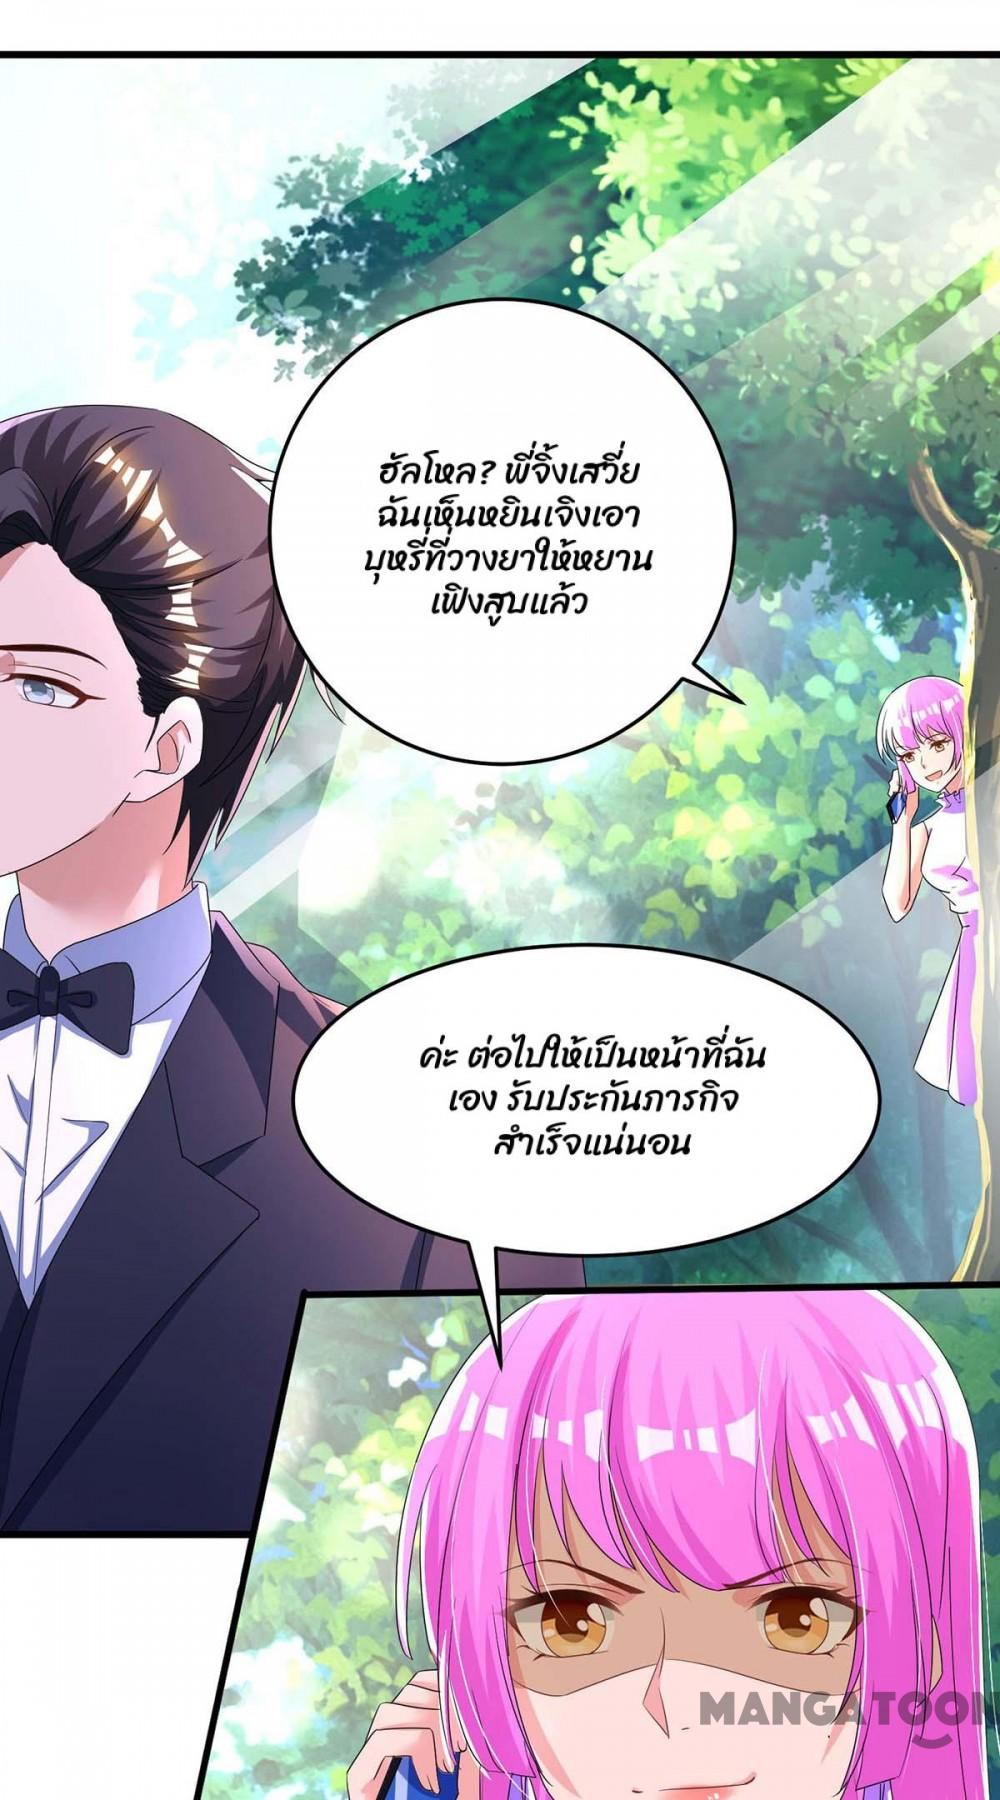 ฮัลโหล? พี่จิ้งเสวี่ย
ฉันเห็นหยินเจิงเอา
บุหรี่ที่วางยาให้หยาน
เฟิงสูบแล้ว
ค่ะ ต่อไปให้เป็นหน้าที่ฉัน
เอง รับประกันภารกิจ
สำเร็จแน่นอน
MANGATOON